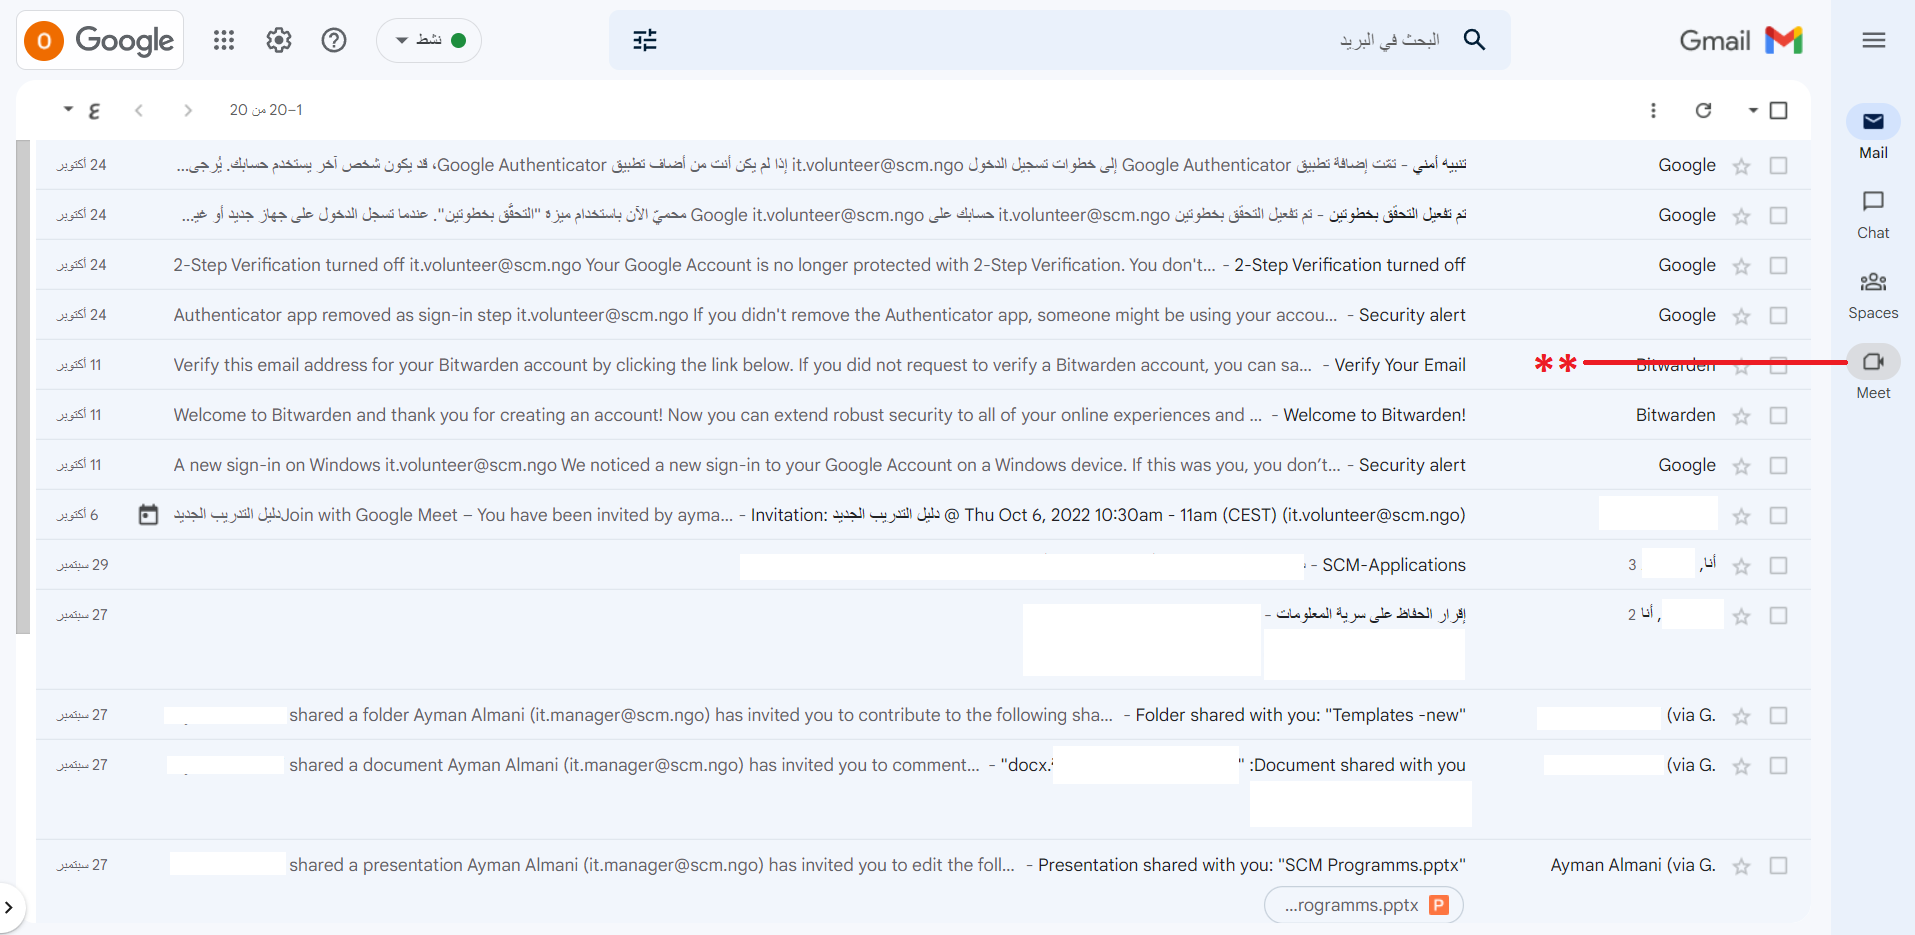 O Google
نشط
البحث في البريد
Gmail
ع
1–20 من 20
Mail
Chat
Spaces
Meet
Google تنبيه أمني - تمّت إضافة تطبيق Google Authenticator إلى خطوات تسجيل الدخول it.volunteer@scm.ngo إذا لم يكن أنت من أضاف تطبيق Google Authenticator، قد يكون شخص آخر يستخدم حسابك. يُرجى... 24 أكتوبر
Google تم تفعيل التحقّق بخطوتين - تم تفعيل التحقّق بخطوتين it.volunteer@scm.ngo حسابك على Google it.volunteer@scm.ngo محميّ الآن باستخدام ميزة "التحقُّق بخطوتين". عندما تسجل الدخول على جهاز جديد أو غير... 24 أكتوبر
Google 2-Step Verification turned off - 2-Step Verification turned off it.volunteer@scm.ngo Your Google Account is no longer protected with 2-Step Verification. You don't... 24 أكتوبر
Google Security alert - Authenticator app removed as sign-in step it.volunteer@scm.ngo If you didn't remove the Authenticator app, someone might be using your accou... 24 أكتوبر
Bitwarden ** Verify Your Email - Verify this email address for your Bitwarden account by clicking the link below. If you did not request to verify a Bitwarden account, you can sa... 11 أكتوبر
Bitwarden Welcome to Bitwarden! - Welcome to Bitwarden and thank you for creating an account! Now you can extend robust security to all of your online experiences and ... 11 أكتوبر
Google Security alert - A new sign-in on Windows it.volunteer@scm.ngo We noticed a new sign-in to your Google Account on a Windows device. If this was you, you don't... 11 أكتوبر
Invitation: دليل التدريب الجديد @ Thu Oct 6, 2022 10:30am - 11am (CEST) (it.volunteer@scm.ngo) - دليل التدريب الجديدJoin with Google Meet – You have been invited by ayma... 6 أكتوبر
أنا, 3 SCM-Applications - 29 سبتمبر
, أنا 2 إقرار الحفاظ على سرية المعلومات - 27 سبتمبر
(via G. Folder shared with you: "Templates -new" - shared a folder Ayman Almani (it.manager@scm.ngo) has invited you to contribute to the following sha... 27 سبتمبر
(via G. Document shared with you: " docx." - shared a document Ayman Almani (it.manager@scm.ngo) has invited you to comment... 27 سبتمبر
Ayman Almani (via G. Presentation shared with you: "SCM Programms.pptx" - shared a presentation Ayman Almani (it.manager@scm.ngo) has invited you to edit the foll... 27 سبتمبر
...rogramms.pptx P